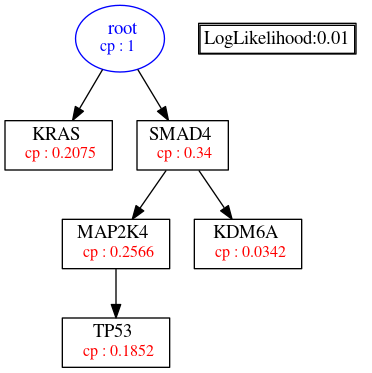 root
cp : 1
LogLikelihood:0.01
KRAS
cp : 0.2075
SMAD4
cp : 0.34
MAP2K4
cp : 0.2566
KDM6A
cp : 0.0342
TP53
cp : 0.1852